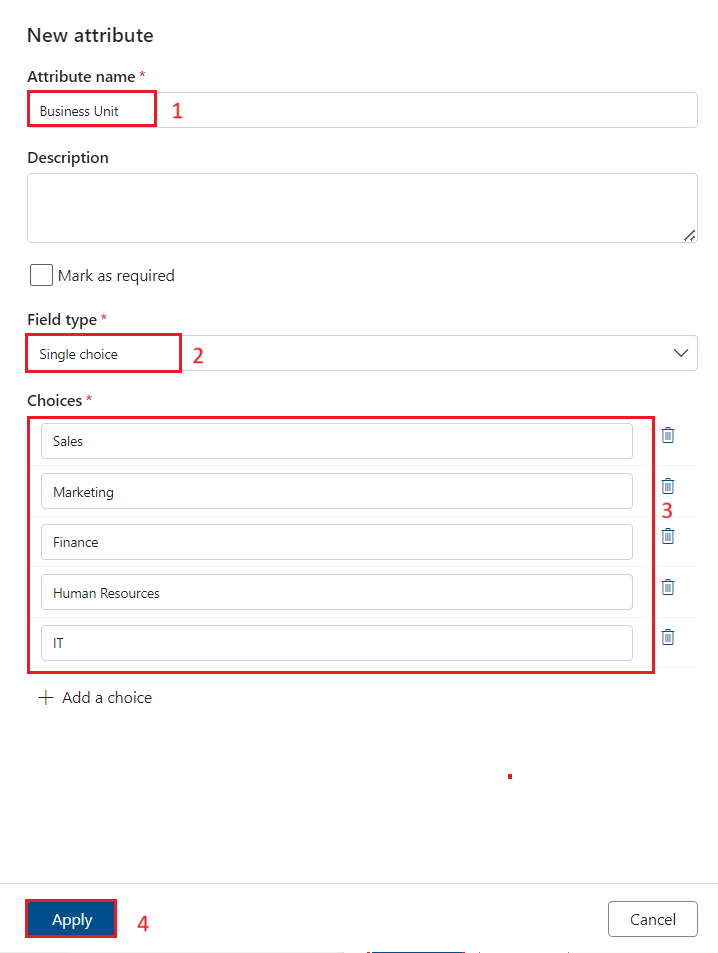 New attribute
Attribute name *
Business Unit 1
Description
Mark as required
Field type *
Single choice 2
Choices *
Sales
Marketing
3
Finance
Human Resources
IT
Add a choice
Apply 4 Cancel